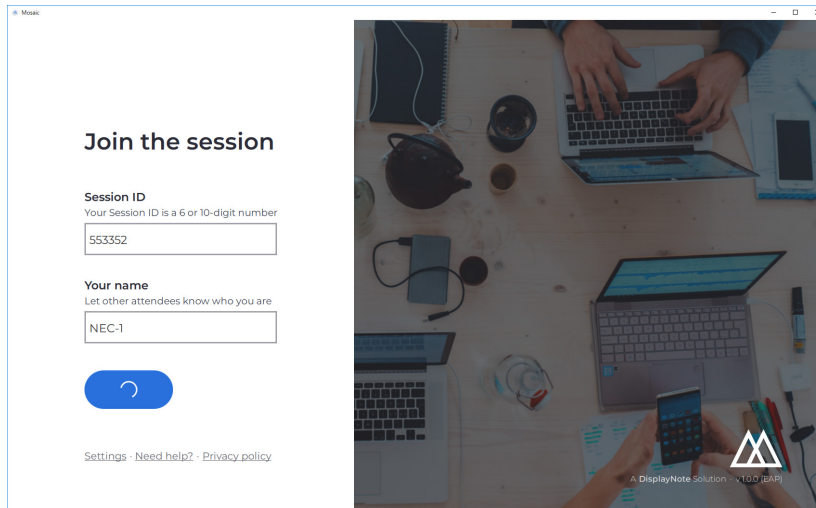 Mosaic
Join the session
Session ID
Your Session ID is a 6 or 10-digit number
553352
Your name
Let other attendees know who you are
NEC-1
Settings · Need help? · Privacy policy
A DisplayNote Solution - v 1.0.0 (EAP)